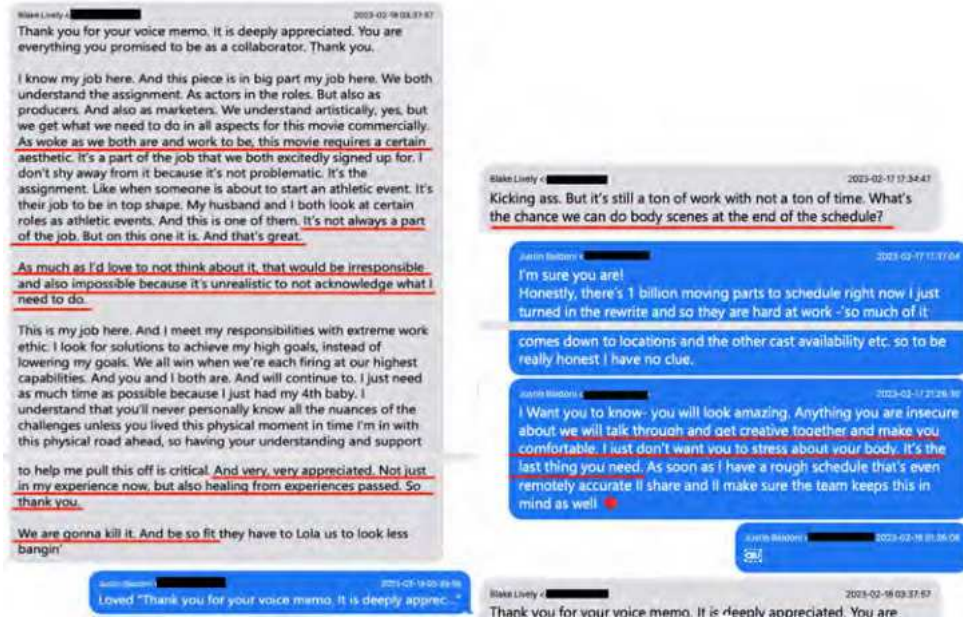 Blake Lively <
2023-02-18 03:37:57
Thank you for your voice memo. It is deeply appreciated. You are
everything you promised to be as a collaborator. Thank you.
I know my job here. And this piece is in big part my job here. We both
understand the assignment. As actors in the roles. But also as
producers. And also as marketers. We understand artistically, yes, but
we get what we need to do in all aspects for this movie commercially.
As woke as we both are and work to be, this movie requires a certain
aesthetic. It's a part of the job that we both excitedly signed up for. I
don't shy away from it because it's not problematic. It's the
assignment. Like when someone is about to start an athletic event. It's
their job to be in top shape. My husband and I both look at certain
roles as athletic events. And this is one of them. It's not always a part
of the job. But on this one it is. And that's great.
As much as I'd love to not think about it, that would be irresponsible
and also impossible because it's unrealistic to not acknowledge what I
need to do.
This is my job here. And I meet my responsibilities with extreme work
ethic. I look for solutions to achieve my high goals, instead of
lowering my goals. We all win when we're each firing at our highest
capabilities. And you and I both are. And will continue to. I just need
as much time as possible because I just had my 4th baby. I
understand that you'll never personally know all the nuances of the
challenges unless you lived this physical moment in time I'm in with
this physical road ahead, so having your understanding and support
to help me pull this off is critical. And very, very appreciated. Not just
in my experience now, but also healing from experiences passed. So
thank you.
We are gonna kill it. And be so fit they have to Lola us to look less
bangin'
Justin Baldoni <
Loved "Thank you for your voice memo. It is deeply apprec..."
Blake Lively <
2023-02-17 17:34:47
Kicking ass. But it's still a ton of work with not a ton of time. What's
the chance we can do body scenes at the end of the schedule?
Justin Baldoni <
2023-02-17 17:37:04
I'm sure you are!
Honestly, there's 1 billion moving parts to schedule right now I just
turned in the rewrite and so they are hard at work -'so much of it
comes down to locations and the other cast availability etc. so to be
really honest I have no clue.
Justin Baldoni <
2023-02-17 21:26:30
I Want you to know- you will look amazing. Anything you are insecure
about we will talk through and get creative together and make you
comfortable. I just don't want you to stress about your body. It's the
last thing you need. As soon as I have a rough schedule that's even
remotely accurate Il share and Il make sure the team keeps this in
mind as well
Justin Baldoni <
Blake Lively <
2023-02-18 03:37:57
Thank you for your voice memo. It is deeply appreciated. You are